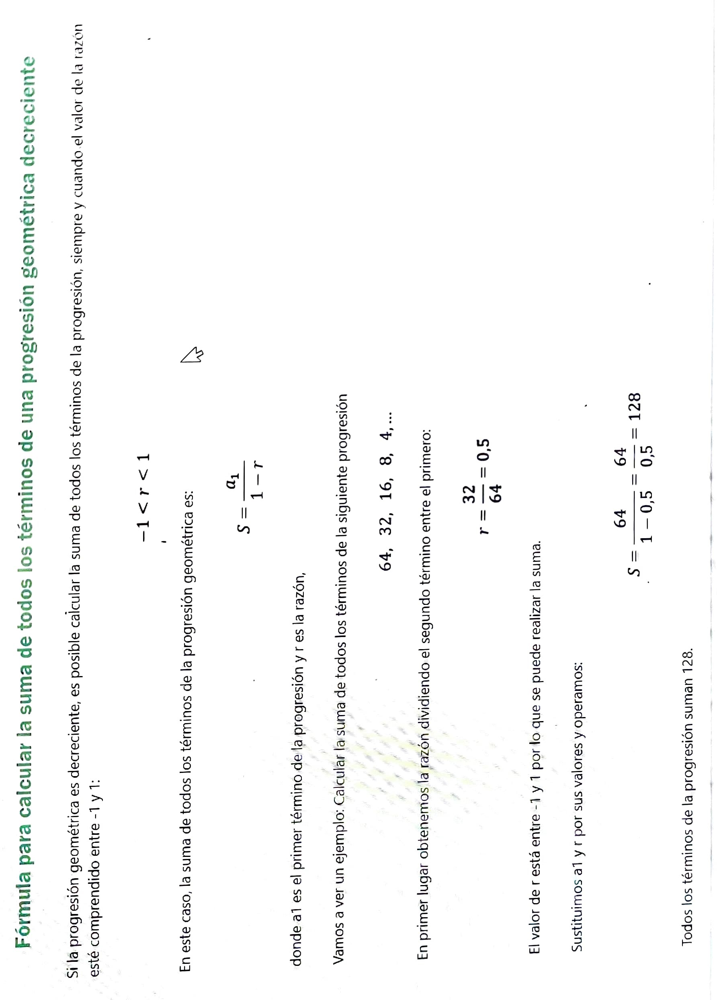 Fórmula para calcular la suma de todos los términos de una progresión geométrica decreciente
Si la progresión geométrica es decreciente, es posible calcular la suma de todos los términos de la progresión, siempre y cuando el valor de la razón
esté comprendido entre -1 y 1:
−1 < r < 1
En este caso, la suma de todos los términos de la progresión geométrica es:
S = a₁ / (1 − r)
donde a1 es el primer término de la progresión y r es la razón,
Vamos a ver un ejemplo: Calcular la suma de todos los términos de la siguiente progresión
64, 32, 16, 8, 4,…
En primer lugar obtenemos la razón dividiendo el segundo término entre el primero:
r = 32 / 64 = 0,5
El valor de r está entre -1 y 1 por lo que se puede realizar la suma.
Sustituimos a1 y r por sus valores y operamos:
S = 64 / (1 − 0,5) = 64 / 0,5 = 128
Todos los términos de la progresión suman 128.